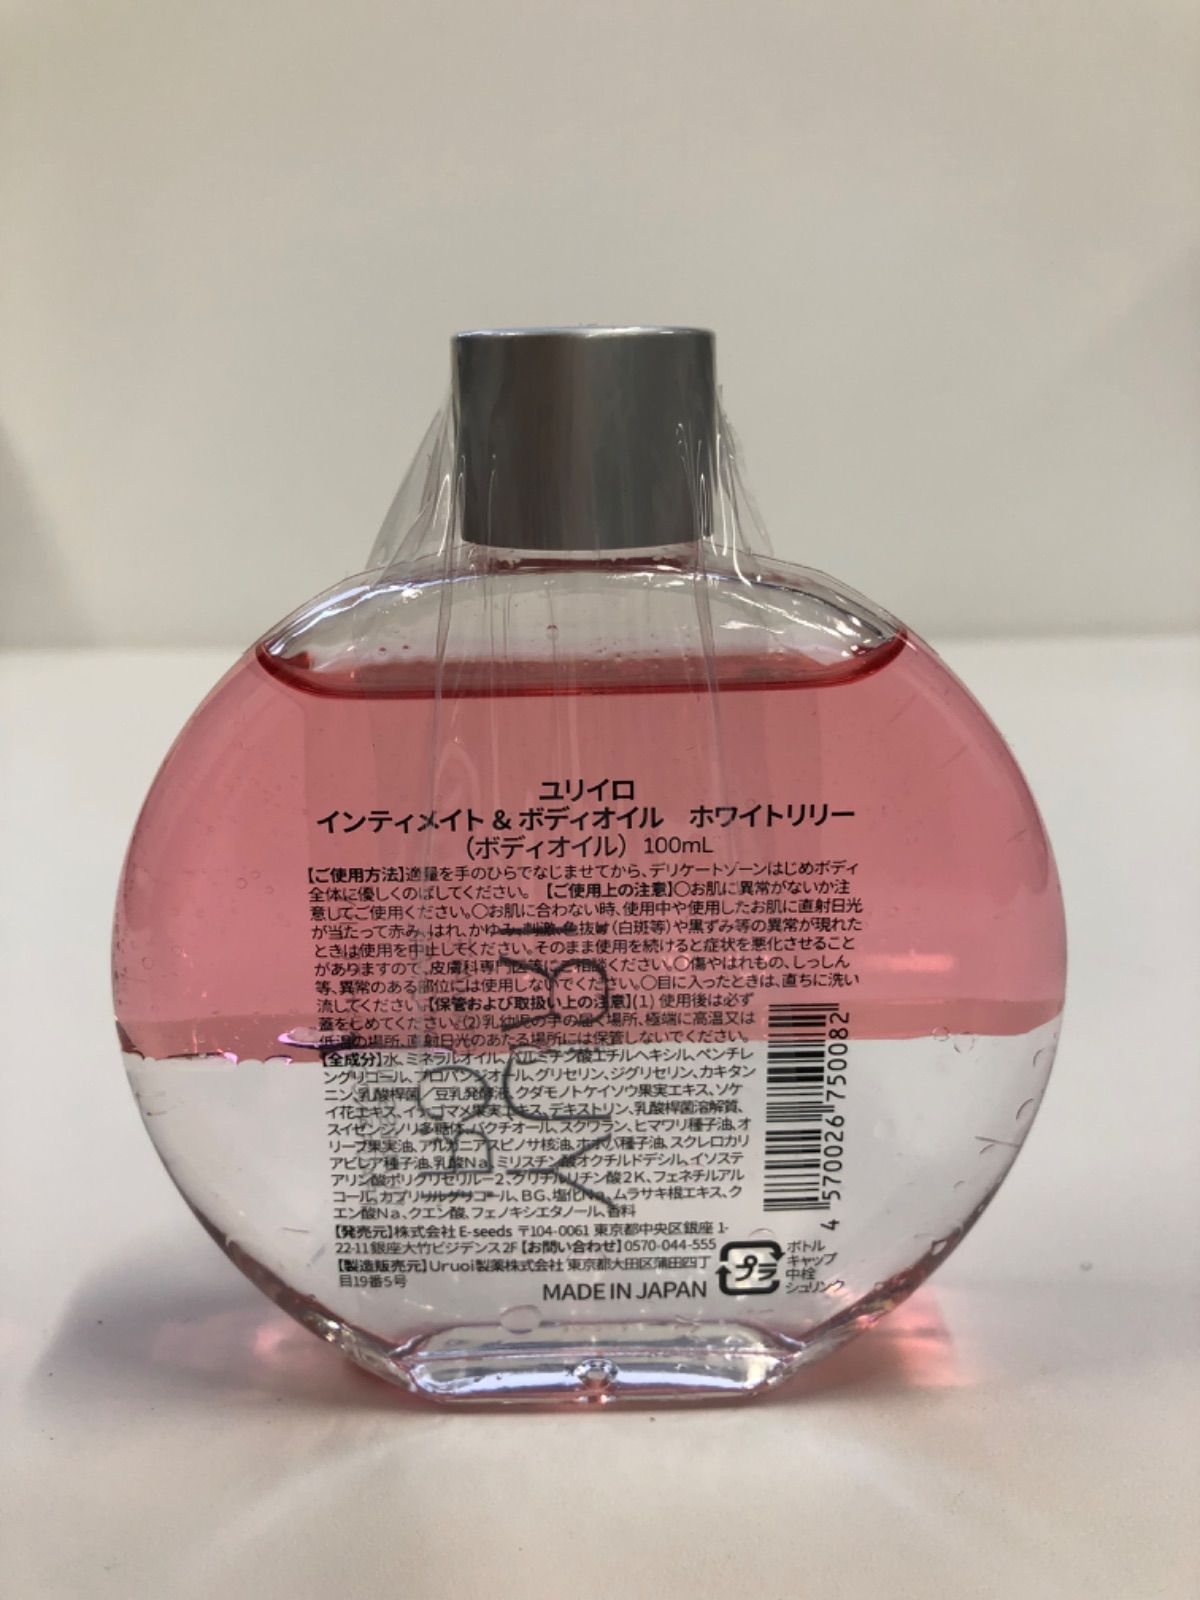 ユリイロ
インティメイト & ボディオイル　ホワイトリリー
（ボディオイル）100mL
【ご使用方法】適量を手のひらでなじませてから、デリケートゾーンはじめボディ
全体に優しくのばしてください。【ご使用上の注意】○お肌に異常がないか注
意してご使用ください。○お肌に合わない時、使用中や使用したお肌に直射日光
が当たって赤み、はれ、かゆみ、刺激、色抜け（白斑等）や黒ずみ等の異常が現れた
ときは使用を中止してください。そのまま使用を続けると症状を悪化させること
がありますので、皮膚科専門医等にご相談ください。○傷やはれもの、しっしん
等、異常のある部位には使用しないでください。○目に入ったときは、直ちに洗い
流してください。【保管および取扱い上の注意】(1) 使用後は必ず
蓋をしめてください。(2)乳幼児の手の届く場所、極端に高温又は
低温の場所、直射日光のあたる場所には保管しないでください。
【全成分】水、ミネラルオイル、パルミチン酸エチルヘキシル、ペンチレ
ングリコール、プロパンジオール、グリセリン、ジグリセリン、カキタン
ニン、乳酸桿菌／豆乳発酵液、クダモノトケイソウ果実エキス、ソケ
イ花エキス、イナゴマメ果実エキス、デキストリン、乳酸桿菌溶解質、
スイゼンジノリ多糖体、バクチオール、スクワラン、ヒマワリ種子油、オ
リーブ果実油、アルガニアスピノサ核油、ホホバ種子油、スクレロカリ
アビレア種子油、乳酸Na、ミリスチン酸オクチルドデシル、イソステ
アリン酸ポリグリセリル－2、グリチルリチン酸2K、フェネチルアル
コール、カプリリルグリコール、BG、塩化Na、ムラサキ根エキス、ク
エン酸Na、クエン酸、フェノキシエタノール、香料
【発売元】株式会社 E-seeds 〒104-0061 東京都中央区銀座 1-
22-11銀座大竹ビジデンス2F【お問い合わせ】0570-044-555
【製造販売元】Uruoi製薬株式会社 東京都大田区蒲田四丁
目19番5号
MADE IN JAPAN
プラ
ボトル
キャップ
中栓
シュリンク
4 570026 750082